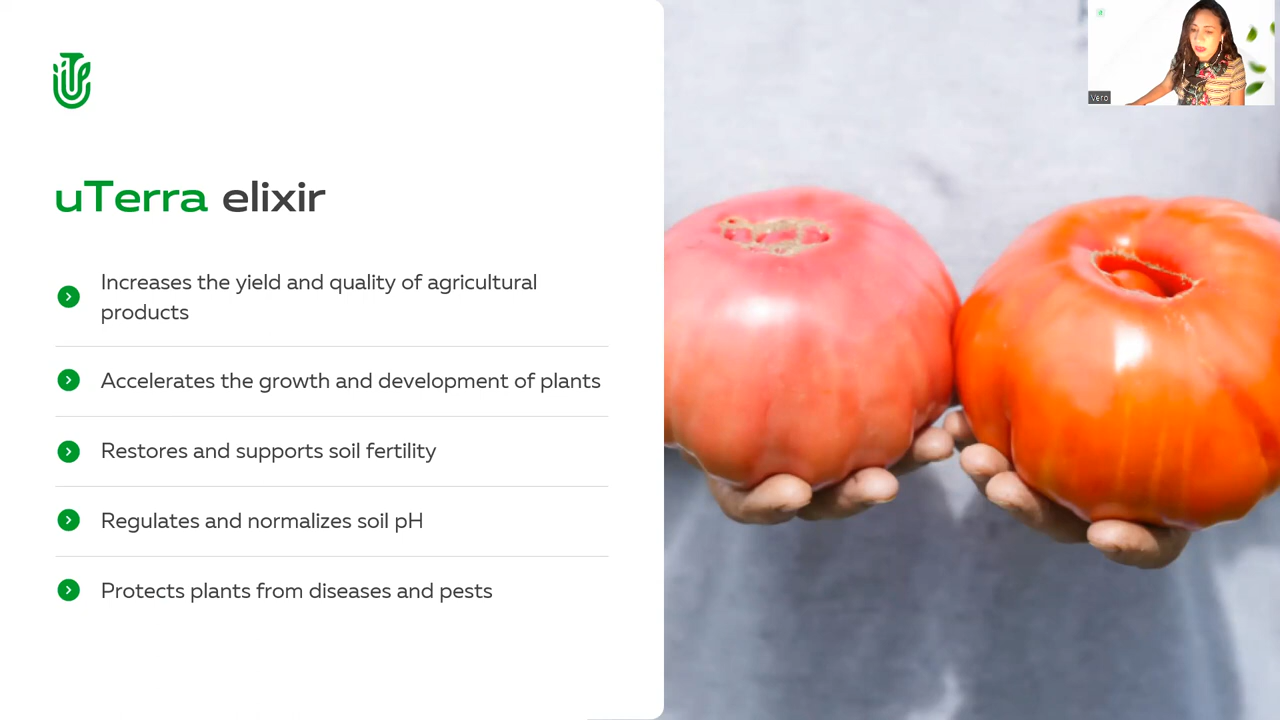 uTerra elixir
Increases the yield and quality of agricultural
products
Accelerates the growth and development of plants
Restores and supports soil fertility
Regulates and normalizes soil pH
Protects plants from diseases and pests
Vero